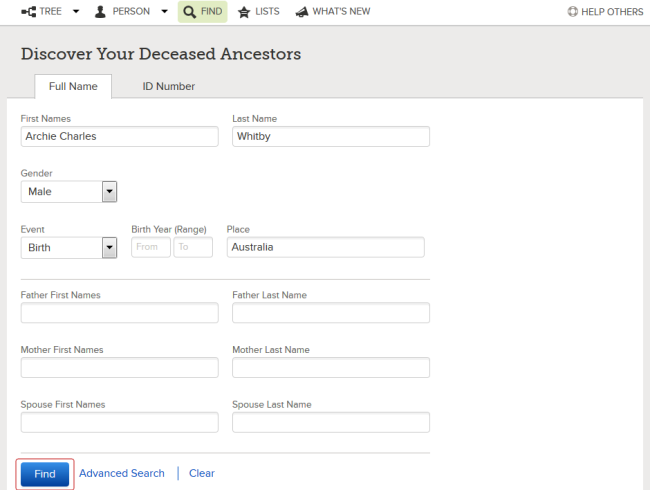 TREE PERSON FIND LISTS WHAT'S NEW HELP OTHERS
Discover Your Deceased Ancestors
Full Name ID Number
First Names Last Name
Archie Charles Whitby
Gender
Male
Event Birth Year (Range) Place
Birth From To Australia
Father First Names Father Last Name
Mother First Names Mother Last Name
Spouse First Names Spouse Last Name
Find Advanced Search | Clear